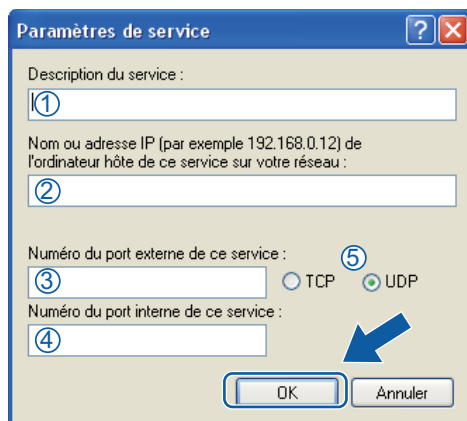 Paramètres de service
Description du service :
①
Nom ou adresse IP (par exemple 192.168.0.12) de
l'ordinateur hôte de ce service sur votre réseau :
②
Numéro du port externe de ce service :
⑤
③ TCP UDP
Numéro du port interne de ce service :
④
OK Annuler